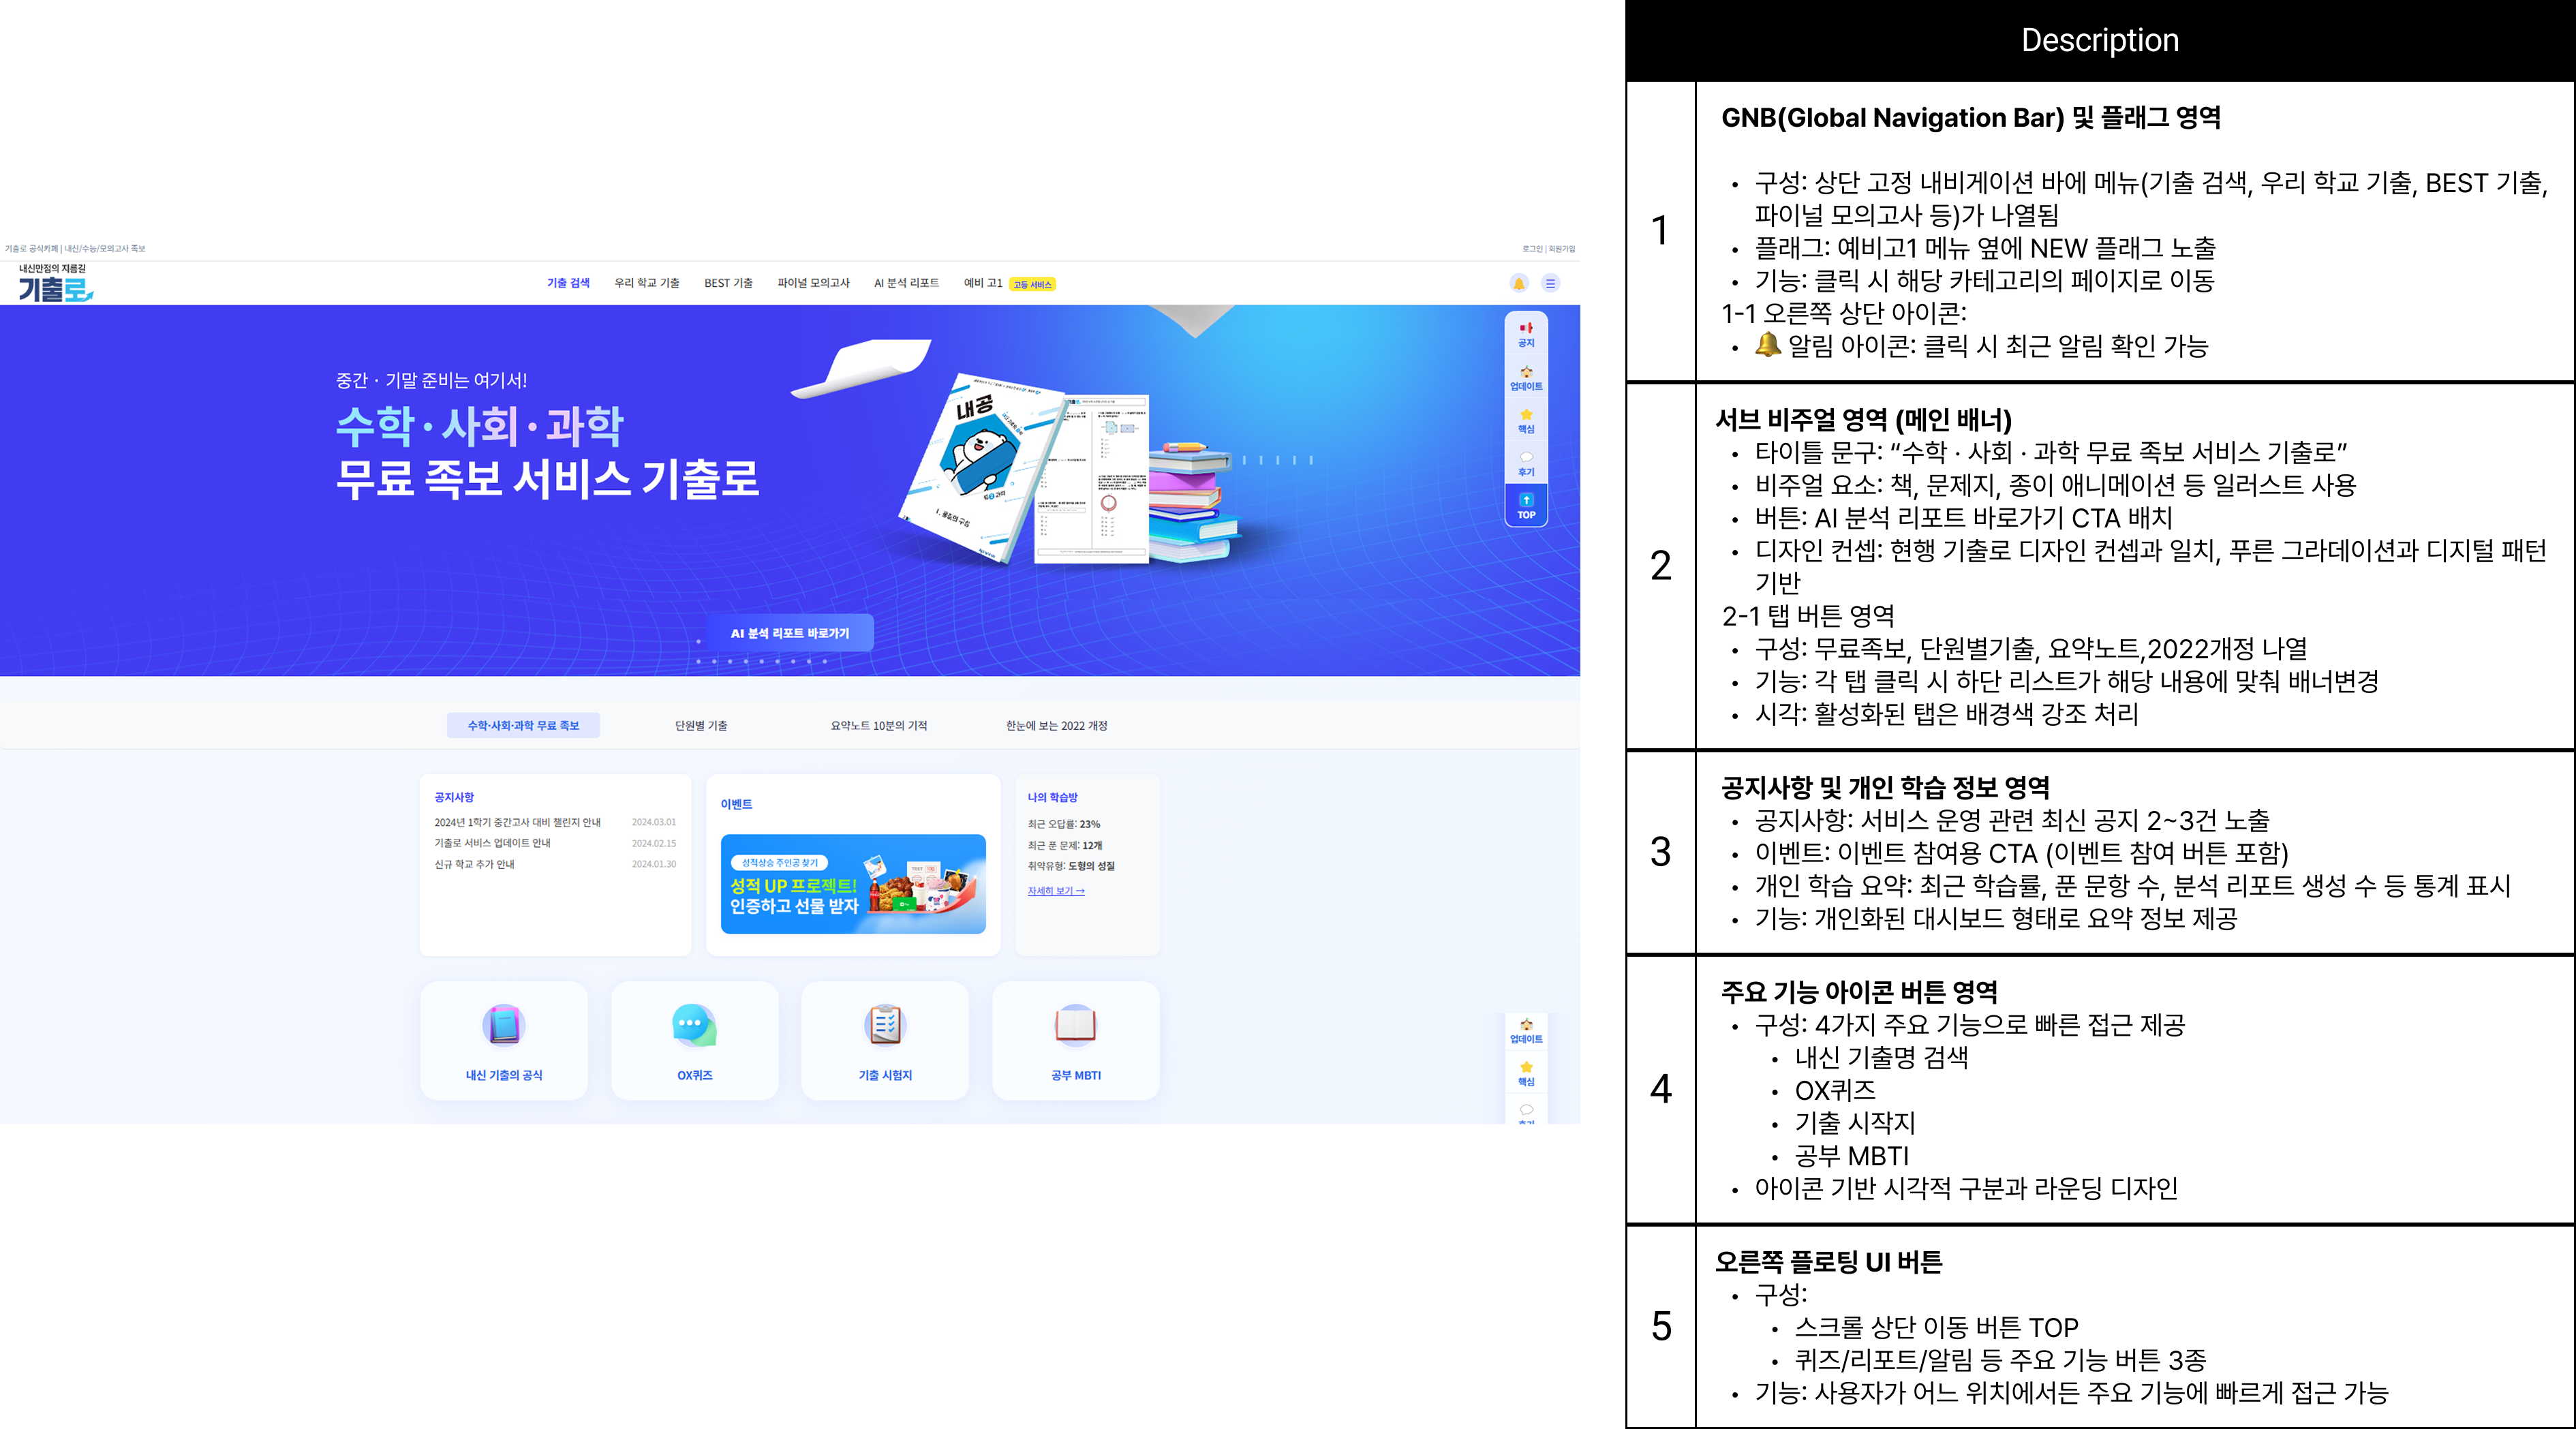 기출로 공식카페 | 내신/수능/모의고사 족보
로그인 | 회원가입
내신만점의 지름길
기출로
기출 검색
우리 학교 기출
BEST 기출
파이널 모의고사
AI 분석 리포트
예비 고1
고등 서비스
중간 · 기말 준비는 여기서!
수학·사회·과학
무료 족보 서비스 기출로
내공
AI 분석 리포트 바로가기
공지
업데이트
핵심
후기
TOP
수학·사회·과학 무료 족보
단원별 기출
요약노트 10분의 기적
한눈에 보는 2022 개정
공지사항
2024년 1학기 중간고사 대비 챌린지 안내 2024.03.01
기출로 서비스 업데이트 안내 2024.02.15
신규 학교 추가 안내 2024.01.30
이벤트
성적상승 주인공 찾기
성적 UP 프로젝트!
인증하고 선물 받자
나의 학습방
최근 오답률: 23%
최근 푼 문제: 12개
취약유형: 도형의 성질
자세히 보기 →
내신 기출의 공식
OX퀴즈
기출 시험지
공부 MBTI
업데이트
핵심
Description
1
GNB(Global Navigation Bar) 및 플래그 영역
• 구성: 상단 고정 내비게이션 바에 메뉴(기출 검색, 우리 학교 기출, BEST 기출,
파이널 모의고사 등)가 나열됨
• 플래그: 예비고1 메뉴 옆에 NEW 플래그 노출
• 기능: 클릭 시 해당 카테고리의 페이지로 이동
1-1 오른쪽 상단 아이콘:
• 🔔 알림 아이콘: 클릭 시 최근 알림 확인 가능
2
서브 비주얼 영역 (메인 배너)
• 타이틀 문구: “수학 · 사회 · 과학 무료 족보 서비스 기출로”
• 비주얼 요소: 책, 문제지, 종이 애니메이션 등 일러스트 사용
• 버튼: AI 분석 리포트 바로가기 CTA 배치
• 디자인 컨셉: 현행 기출로 디자인 컨셉과 일치, 푸른 그라데이션과 디지털 패턴
기반
2-1 탭 버튼 영역
• 구성: 무료족보, 단원별기출, 요약노트,2022개정 나열
• 기능: 각 탭 클릭 시 하단 리스트가 해당 내용에 맞춰 배너변경
• 시각: 활성화된 탭은 배경색 강조 처리
3
공지사항 및 개인 학습 정보 영역
• 공지사항: 서비스 운영 관련 최신 공지 2~3건 노출
• 이벤트: 이벤트 참여용 CTA (이벤트 참여 버튼 포함)
• 개인 학습 요약: 최근 학습률, 푼 문항 수, 분석 리포트 생성 수 등 통계 표시
• 기능: 개인화된 대시보드 형태로 요약 정보 제공
4
주요 기능 아이콘 버튼 영역
• 구성: 4가지 주요 기능으로 빠른 접근 제공
• 내신 기출명 검색
• OX퀴즈
• 기출 시작지
• 공부 MBTI
• 아이콘 기반 시각적 구분과 라운딩 디자인
5
오른쪽 플로팅 UI 버튼
• 구성:
• 스크롤 상단 이동 버튼 TOP
• 퀴즈/리포트/알림 등 주요 기능 버튼 3종
• 기능: 사용자가 어느 위치에서든 주요 기능에 빠르게 접근 가능